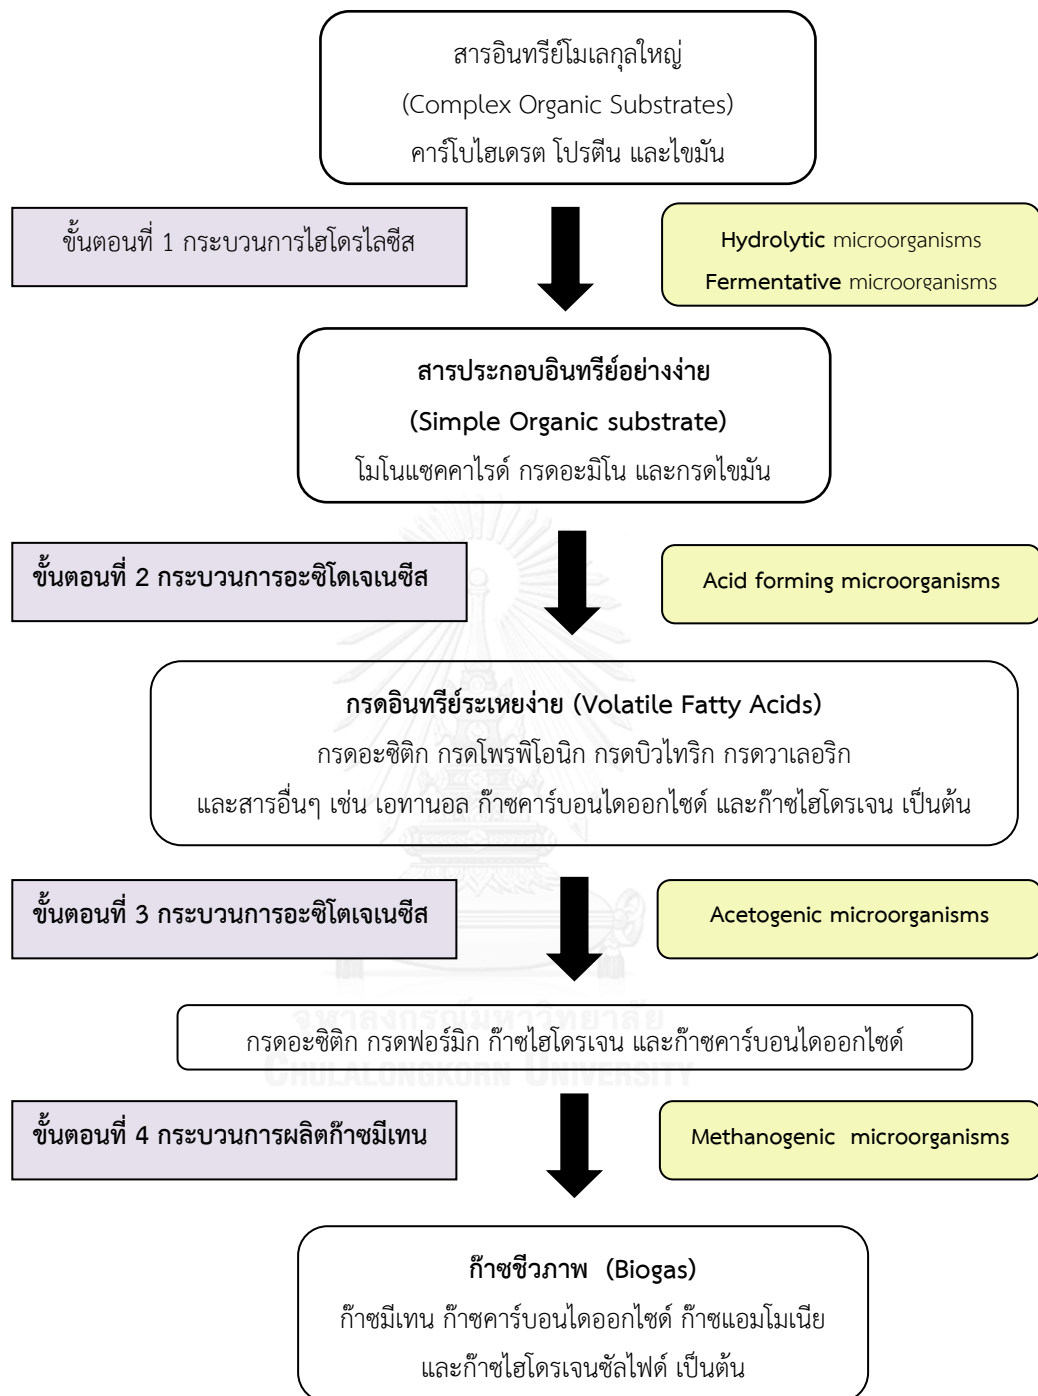 สารอินทรีย์โมเลกุลใหญ่
(Complex Organic Substrates)
คาร์โบไฮเดรต โปรตีน และไขมัน
ขั้นตอนที่ 1 กระบวนการไฮโดรไลซีส
Hydrolytic microorganisms
Fermentative microorganisms
สารประกอบอินทรีย์อย่างง่าย
(Simple Organic substrate)
โมโนแซคคาไรด์ กรดอะมิโน และกรดไขมัน
ขั้นตอนที่ 2 กระบวนการอะซิโดเจเนซีส
Acid forming microorganisms
กรดอินทรีย์ระเหยง่าย (Volatile Fatty Acids)
กรดอะซิติก กรดโพรพิโอนิก กรดบิวไทริก กรดวาเลอริก
และสารอื่นๆ เช่น เอทานอล ก๊าซคาร์บอนไดออกไซด์ และก๊าซไฮโดรเจน เป็นต้น
ขั้นตอนที่ 3 กระบวนการอะซิโตเจเนซีส
Acetogenic microorganisms
จุฬาลงกรณ์มหาวิทยาลัย
กรดอะซิติก กรดฟอร์มิก ก๊าซไฮโดรเจน และก๊าซคาร์บอนไดออกไซด์
CHULALONGKORN UNIVERSITY
ขั้นตอนที่ 4 กระบวนการผลิตก๊าซมีเทน
Methanogenic microorganisms
ก๊าซชีวภาพ (Biogas)
ก๊าซมีเทน ก๊าซคาร์บอนไดออกไซด์ ก๊าซแอมโมเนีย
และก๊าซไฮโดรเจนซัลไฟด์ เป็นต้น